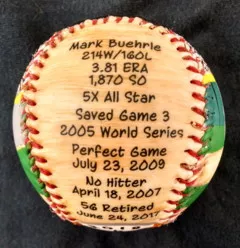 Mark Buehrle
214W/160L
3.81 ERA
1,870 SO
5X All Star
Saved Game 3
2005 World Series
Perfect Game
July 23, 2009
No Hitter
April 18, 2007
56 Retired
June 24, 2017